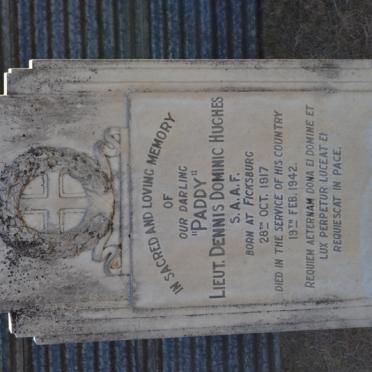 IN SACRED AND LOVING MEMORY
OF
OUR DARLING
"PADDY"
LIEUT. DENNIS DOMINIC HUGHES
S.A.A.F.
BORN AT FICKSBURG
28TH OCT. 1917
DIED IN THE SERVICE OF HIS COUNTRY
19TH FEB. 1942.
REQUIEM AETERNAM DONA EI DOMINE ET
LUX PERPETUR LUCEAT EI
REQUIESCAT IN PACE.